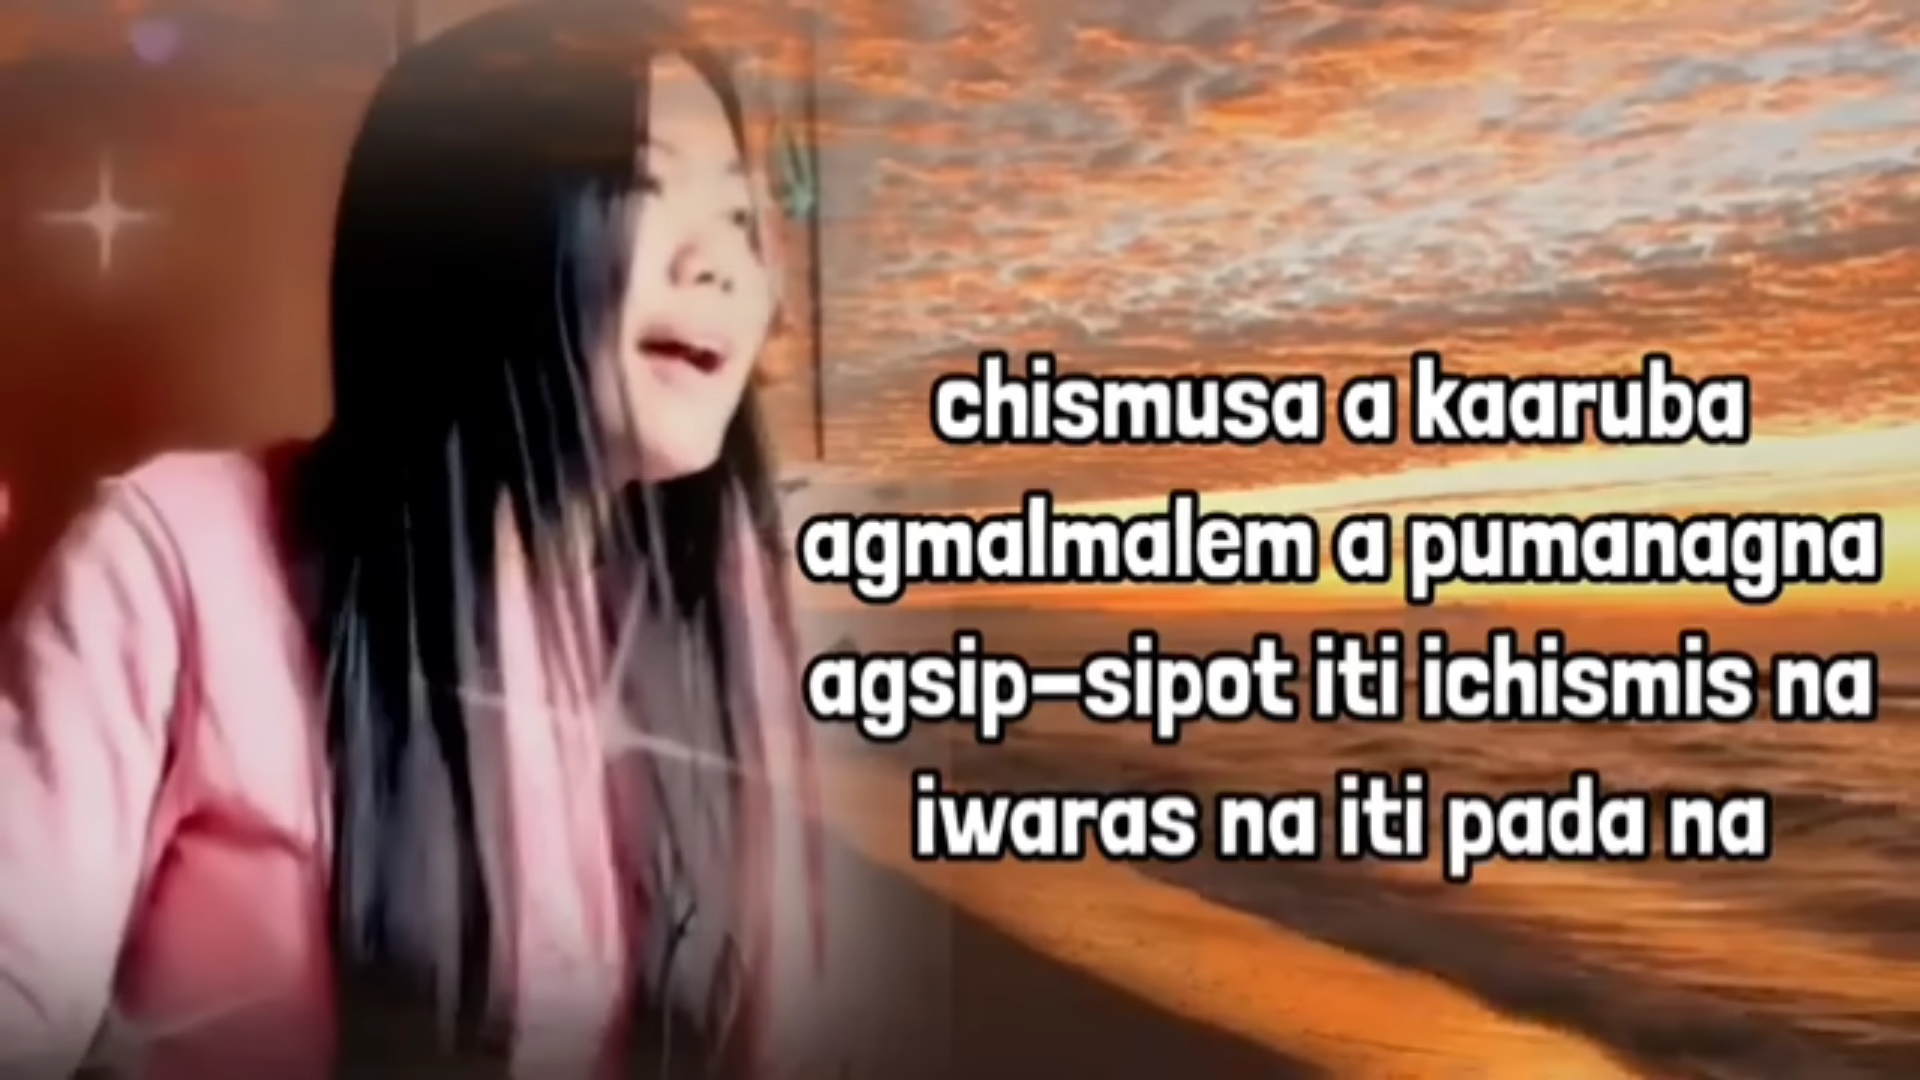 chismusa a kaaruba
agmalmalem a pumanagna
agsip-sipot iti ichismis na
iwaras na iti pada na